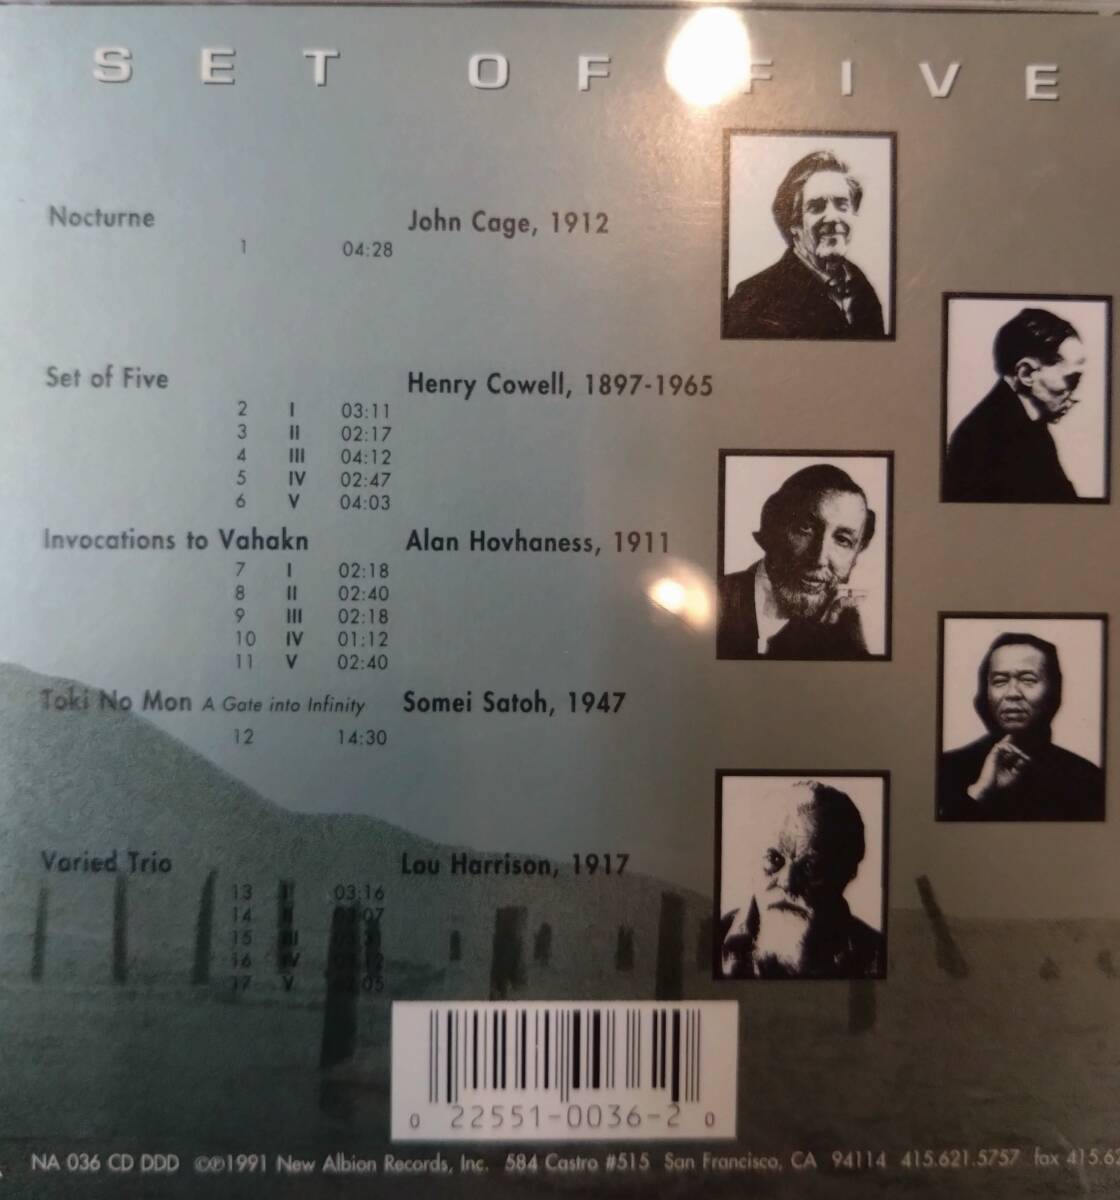 SET OF FIVE
Nocturne John Cage, 1912
1 04:28
Set of Five Henry Cowell, 1897-1965
2 I 03:11
3 II 02:17
4 III 04:12
5 IV 02:47
6 V 04:03
Invocations to Vahakn Alan Hovhaness, 1911
7 I 02:18
8 II 02:40
9 III 02:18
10 IV 01:12
11 V 02:40
Toki No Mon A Gate into Infinity Somei Satoh, 1947
12 14:30
Varied Trio Lou Harrison, 1917
13 I 03:16
14 II
15 III
16 IV
17 V
0 22551-0036-2 0
NA 036 CD DDD ©℗1991 New Albion Records, Inc. 584 Castro #515 San Francisco, CA 94114 415.621.5757 fax 415.62